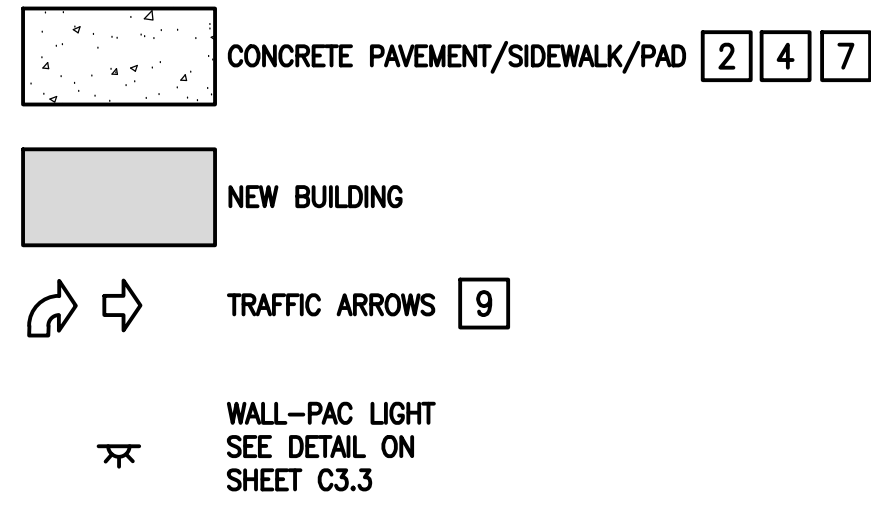 CONCRETE PAVEMENT/SIDEWALK/PAD 2 4 7
NEW BUILDING
TRAFFIC ARROWS 9
WALL-PAC LIGHT
SEE DETAIL ON
SHEET C3.3